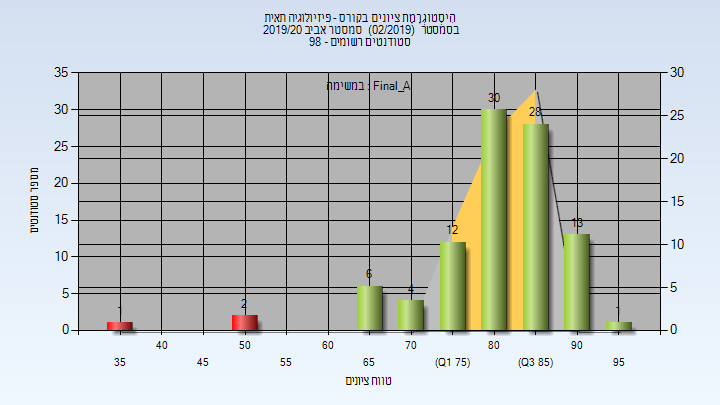 היסטוגרמת ציונים בקורס - פיזיולוגיה תאית
בסמסטר (02/2019) סמסטר אביב 2019/20
סטודנטים רשומים - 98
במשימה : Final_A
מספר סטודנטים
35 30 25 20 15 10 5 0
30 25 20 15 10 5 0
1 2 6 4 12 30 28 13 1
40 50 60 70 80 90
35 45 55 65 (Q1 75) (Q3 85) 95
טווח ציונים